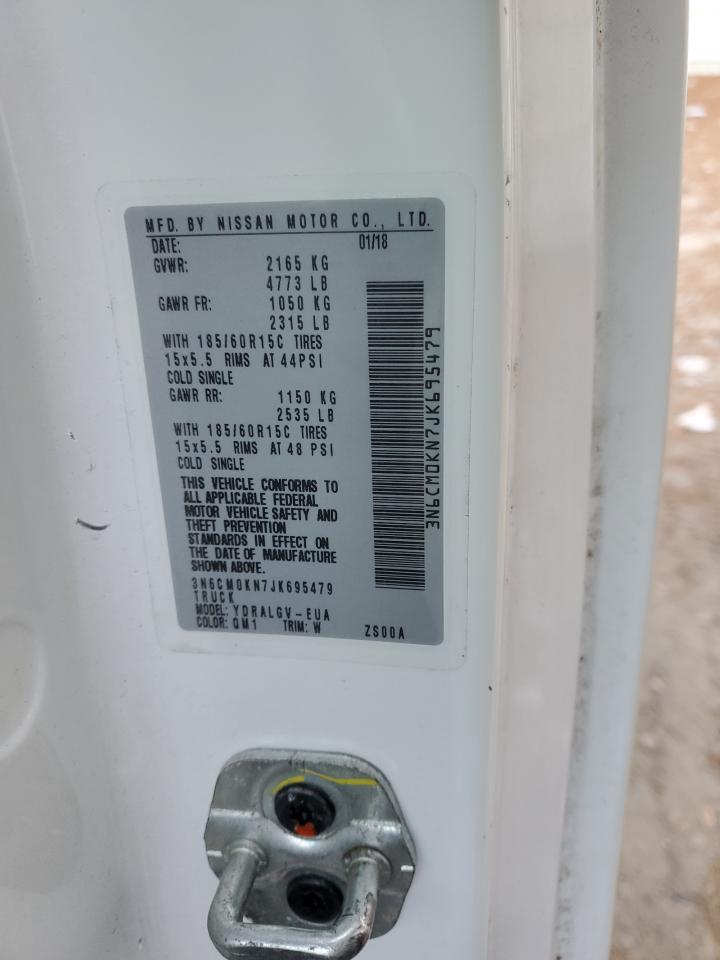 MFD. BY NISSAN MOTOR CO., LTD.
DATE: 01/18
GVWR: 2165 KG
4773 LB
GAWR FR: 1050 KG
2315 LB
WITH 185/60R15C TIRES
15x5.5 RIMS AT 44PSI
COLD SINGLE
GAWR RR: 1150 KG
2535 LB
WITH 185/60R15C TIRES
15x5.5 RIMS AT 48 PSI
COLD SINGLE
THIS VEHICLE CONFORMS TO
ALL APPLICABLE FEDERAL
MOTOR VEHICLE SAFETY AND
THEFT PREVENTION
STANDARDS IN EFFECT ON
THE DATE OF MANUFACTURE
SHOWN ABOVE.
3N6CM0KN7JK695479
TRUCK
MODEL: YDRALGV-EUA
COLOR: QM1 TRIM: W ZS00A
3N6CM0KN7JK695479